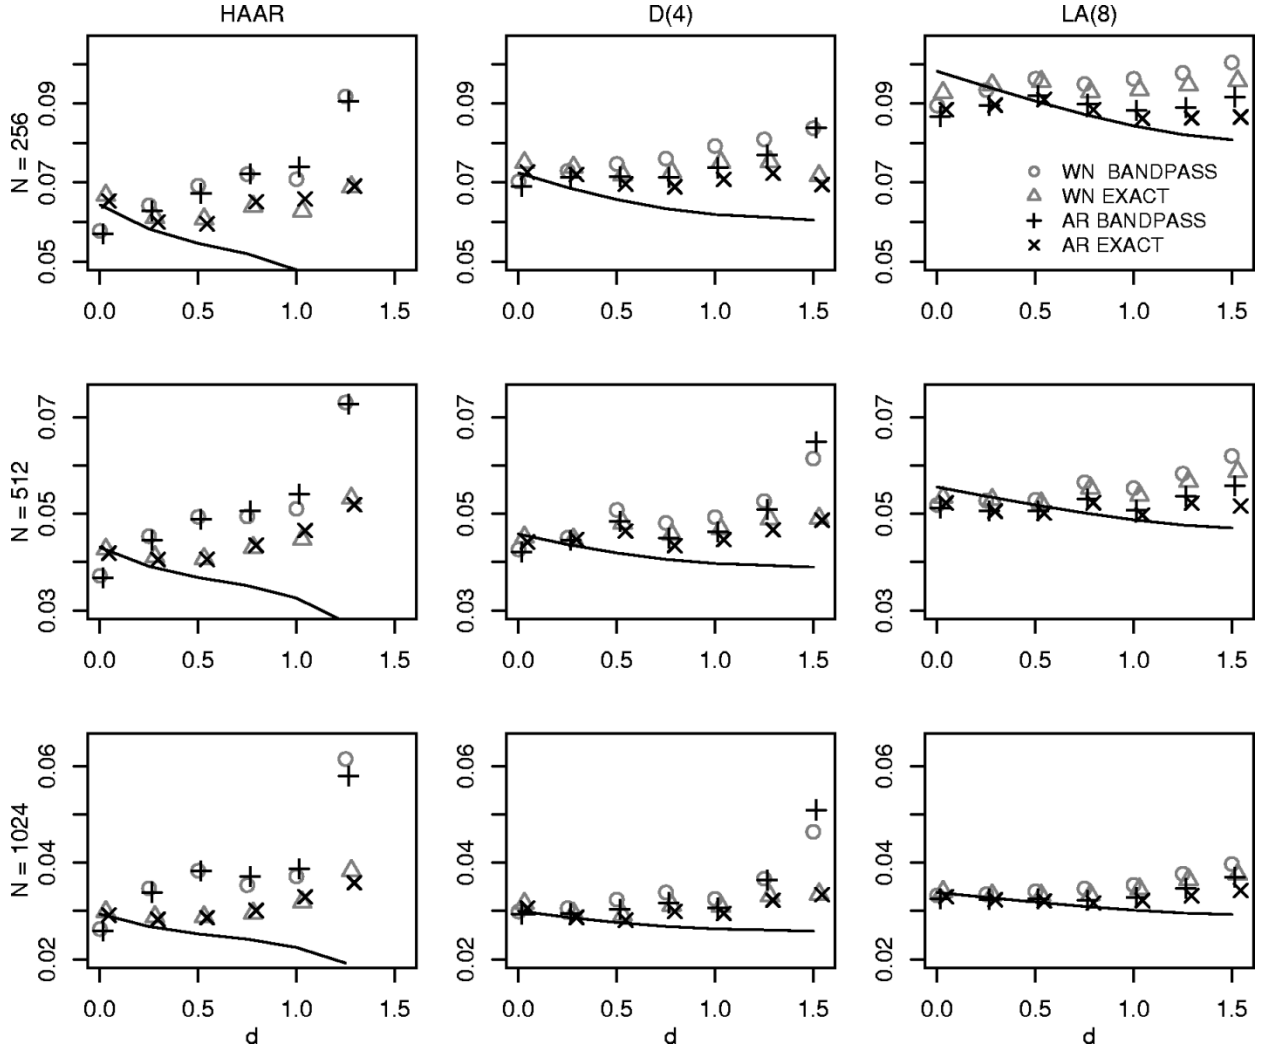 HAAR D(4) LA(8)
N = 256
0.05 0.07 0.09
0.0 0.5 1.0 1.5
0.05 0.07 0.09
0.0 0.5 1.0 1.5
0.05 0.07 0.09
WN BANDPASS
WN EXACT
AR BANDPASS
AR EXACT
0.0 0.5 1.0 1.5
N = 512
0.03 0.05 0.07
0.0 0.5 1.0 1.5
0.03 0.05 0.07
0.0 0.5 1.0 1.5
0.03 0.05 0.07
0.0 0.5 1.0 1.5
N = 1024
0.02 0.04 0.06
0.0 0.5 1.0 1.5
d
0.02 0.04 0.06
0.0 0.5 1.0 1.5
d
0.02 0.04 0.06
0.0 0.5 1.0 1.5
d